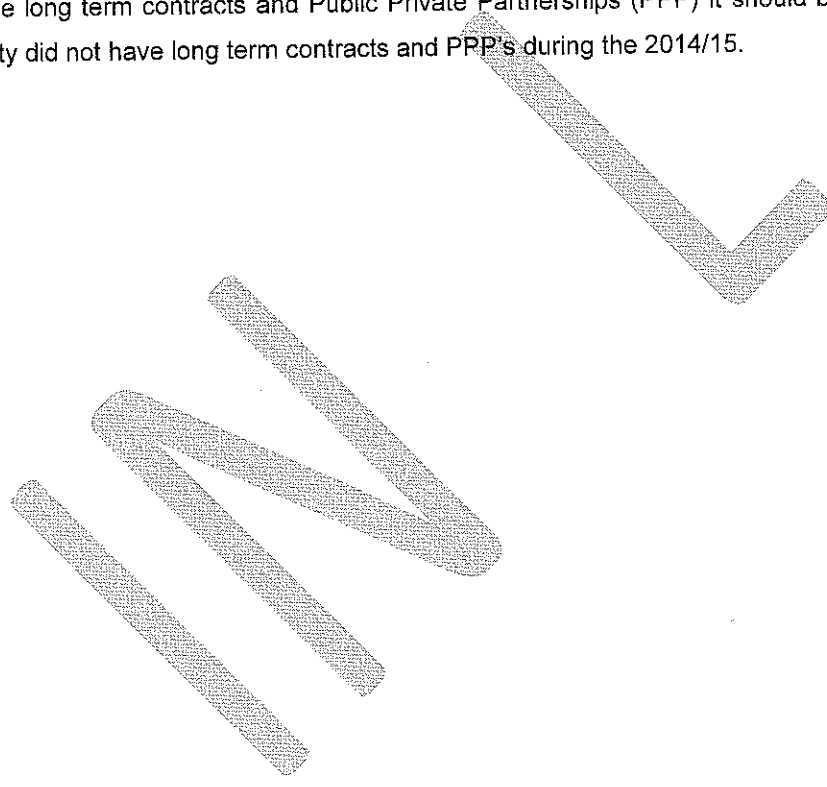 e long term contracts and Public Private Partnerships (PPP) it should b
ty did not have long term contracts and PPP's during the 2014/15.
IN L